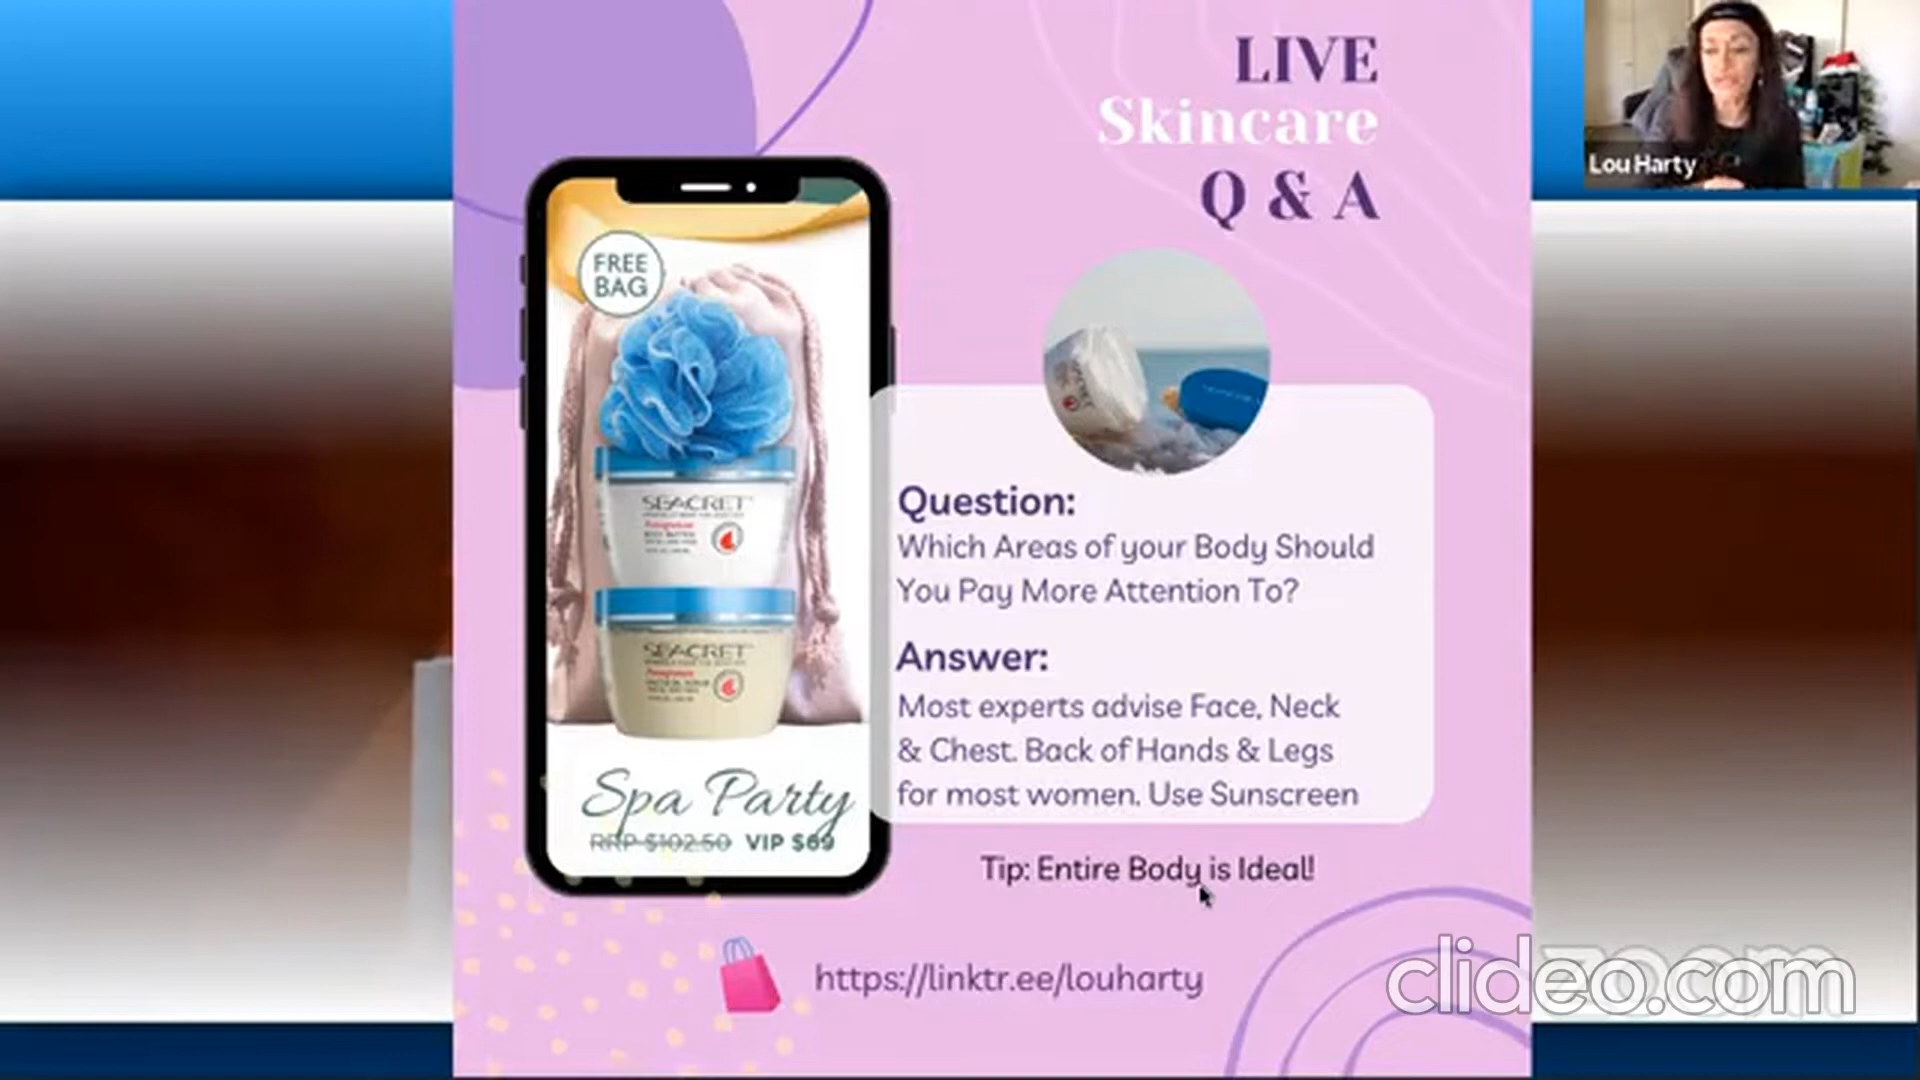 LIVE
Skincare
Q & A
Lou Harty
FREE
BAG
SEACRET
SEACRET
Spa Party
RRP $102.50 VIP $69
Question:
Which Areas of your Body Should
You Pay More Attention To?
Answer:
Most experts advise Face, Neck
& Chest. Back of Hands & Legs
for most women. Use Sunscreen
Tip: Entire Body is Ideal!
https://linktr.ee/louharty
clideo.com
zoom